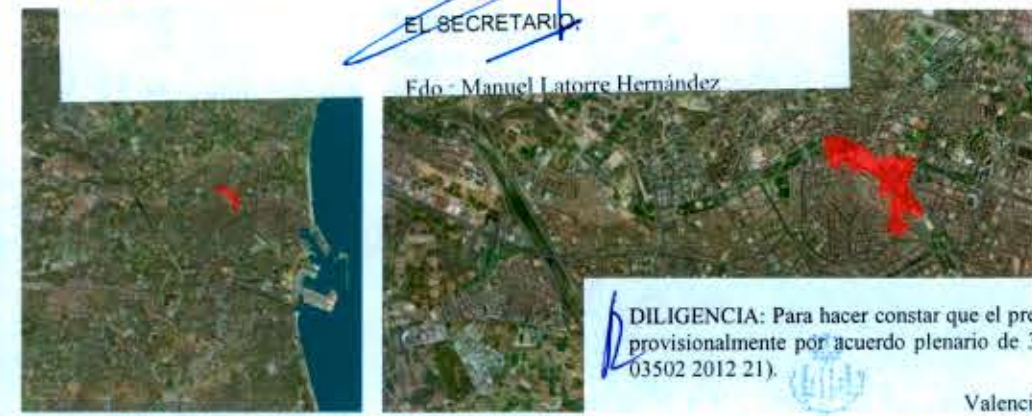 EL SECRETARIO.
Fdo : Manuel Latorre Hernández
DILIGENCIA: Para hacer constar que el pre
provisionalmente por acuerdo plenario de 3
03502 2012 21).
Valenci